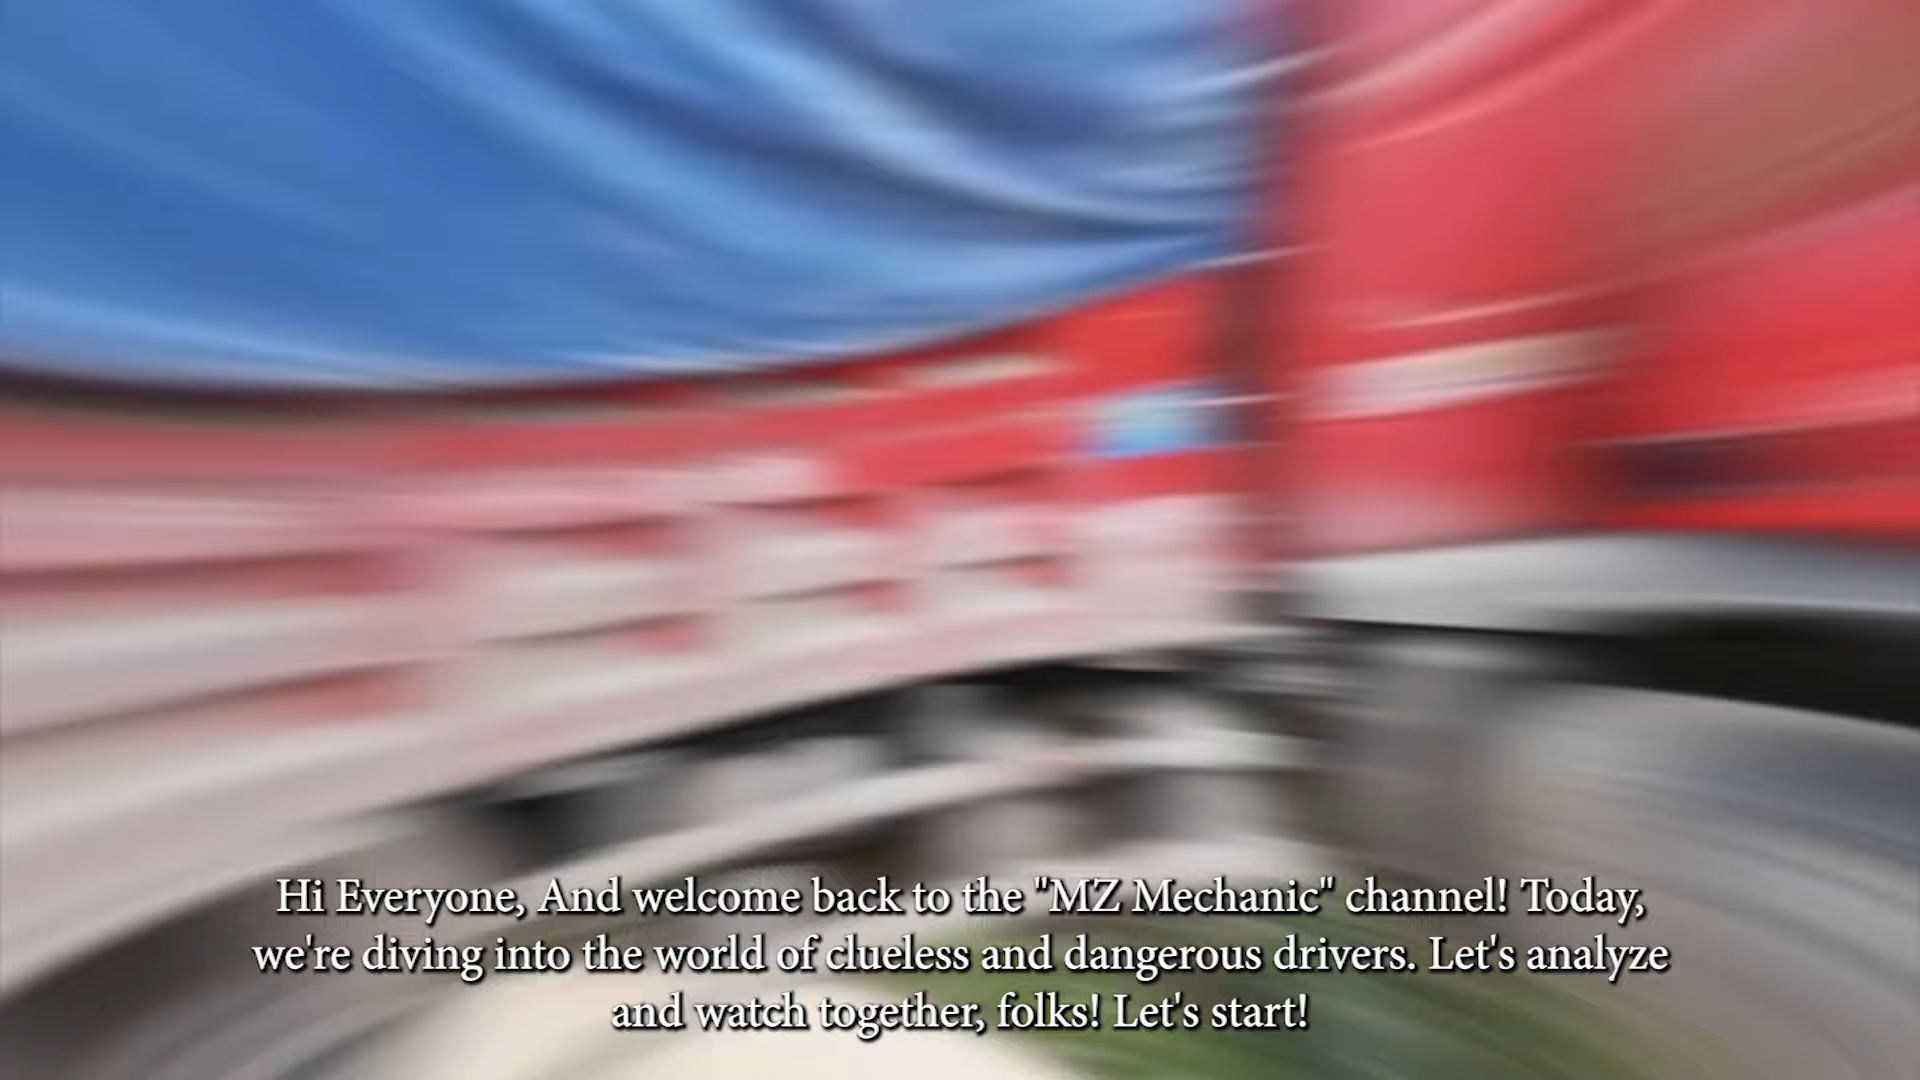 Hi Everyone, And welcome back to the "MZ Mechanic" channel! Today,
we're diving into the world of clueless and dangerous drivers. Let's analyze
and watch together, folks! Let's start!